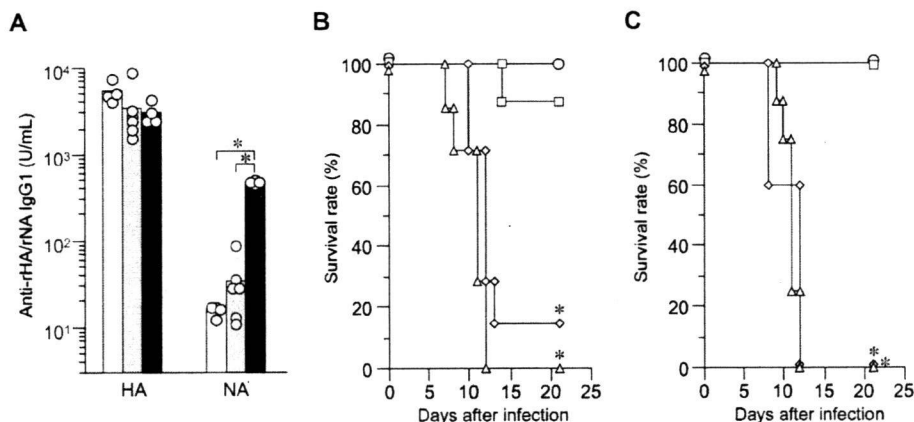 A
B
C
Anti-rHA/rNA IgG1 (U/mL)
10⁴
10³
10²
10¹
*
*
HA
NA
Survival rate (%)
100
80
60
40
20
0
*
*
0 5 10 15 20 25
Days after infection
Survival rate (%)
100
80
60
40
20
0
*
*
0 5 10 15 20 25
Days after infection